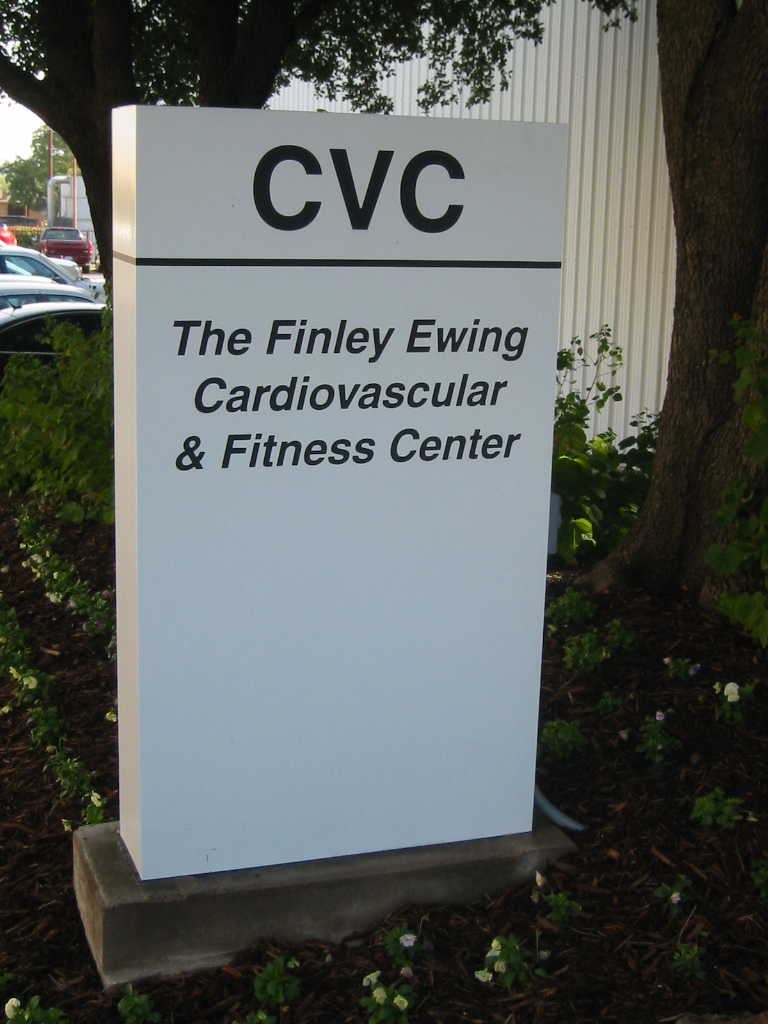 CVC
The Finley Ewing
Cardiovascular
& Fitness Center